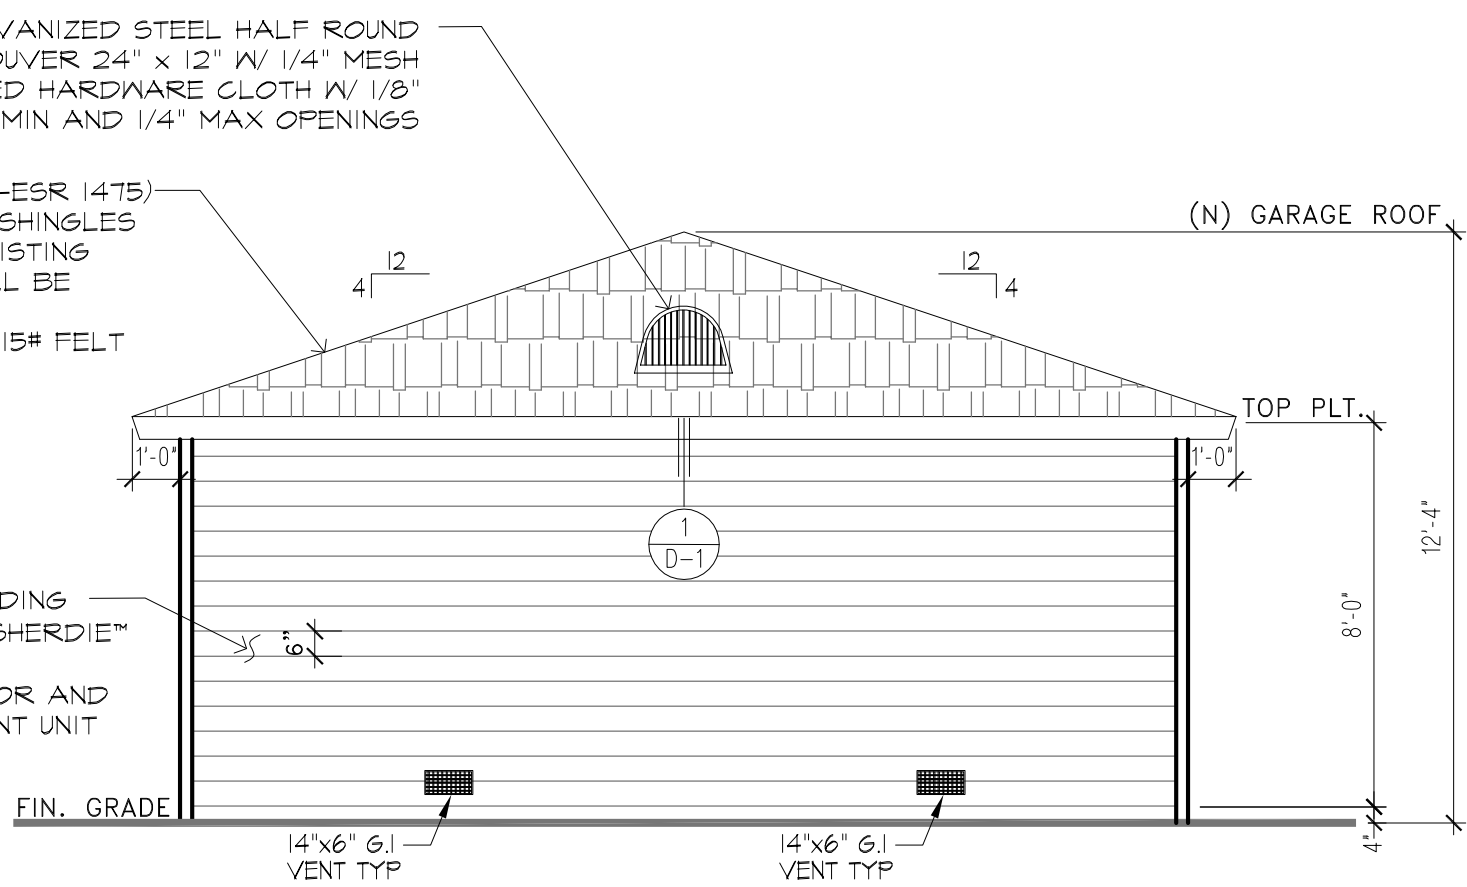 VANIZED STEEL HALF ROUND
OUVER 24" x 12" W/ 1/4" MESH
ED HARDWARE CLOTH W/ 1/8"
MIN AND 1/4" MAX OPENINGS
-ESR 1475)
SHINGLES
ISTING
LL BE
15# FELT
(N) GARAGE ROOF
12
4
12
4
TOP PLT.
1'-0"
1'-0"
1
D-1
12'-4"
8'-0"
DING
SHERDIE™
6"
OR AND
NT UNIT
FIN. GRADE
14"x6" G.I
VENT TYP
14"x6" G.I
VENT TYP
4"